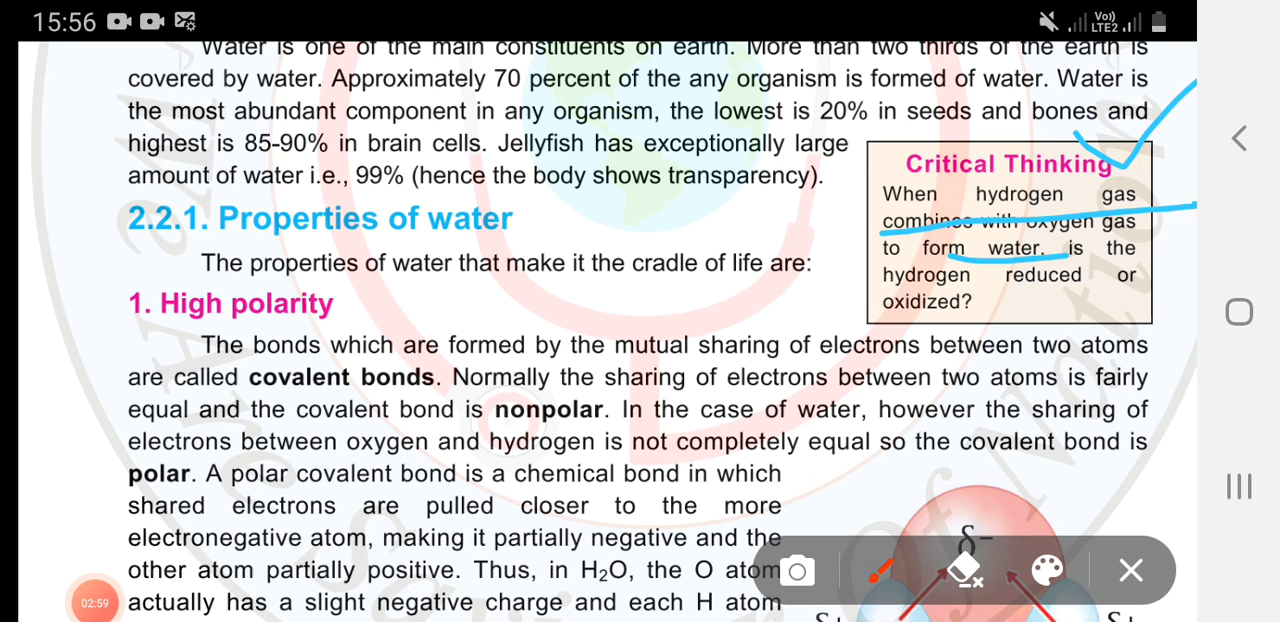 15:56
Vo)) LTE2
Water is one of the main constituents on earth. More than two thirds of the earth is
covered by water. Approximately 70 percent of the any organism is formed of water. Water is
the most abundant component in any organism, the lowest is 20% in seeds and bones and
highest is 85-90% in brain cells. Jellyfish has exceptionally large
amount of water i.e., 99% (hence the body shows transparency).
Critical Thinking
When hydrogen gas
combines with oxygen gas
to form water, is the
hydrogen reduced or
oxidized?
2.2.1. Properties of water
The properties of water that make it the cradle of life are:
1. High polarity
The bonds which are formed by the mutual sharing of electrons between two atoms
are called covalent bonds. Normally the sharing of electrons between two atoms is fairly
equal and the covalent bond is nonpolar. In the case of water, however the sharing of
electrons between oxygen and hydrogen is not completely equal so the covalent bond is
polar. A polar covalent bond is a chemical bond in which
shared electrons are pulled closer to the more
electronegative atom, making it partially negative and the
other atom partially positive. Thus, in H₂O, the O atom
actually has a slight negative charge and each H atom
δ−
δ+ δ+
02:59